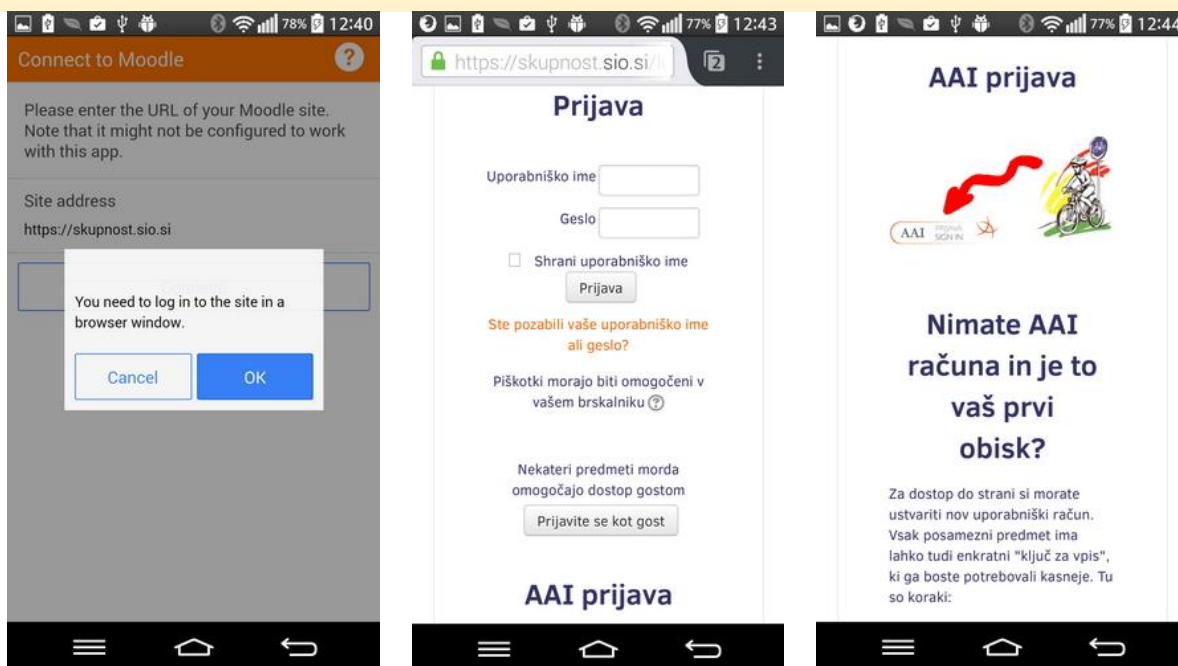 78% 12:40
Connect to Moodle
?
Please enter the URL of your Moodle site.
Note that it might not be configured to work
with this app.
Site address
https://skupnost.sio.si
You need to log in to the site in a
browser window.
Cancel
OK
77% 12:43
https://skupnost.sio.si/
2
Prijava
Uporabniško ime
Geslo
Shrani uporabniško ime
Prijava
Ste pozabili vaše uporabniško ime
ali geslo?
Piškotki morajo biti omogočeni v
vašem brskalniku ?
Nekateri predmeti morda
omogočajo dostop gostom
Prijavite se kot gost
AAI prijava
77% 12:44
AAI prijava
AAI PRIJAVA
SIGN IN
Nimate AAI
računa in je to
vaš prvi
obisk?
Za dostop do strani si morate
ustvariti nov uporabniški račun.
Vsak posamezni predmet ima
lahko tudi enkratni "ključ za vpis",
ki ga boste potrebovali kasneje. Tu
so koraki: